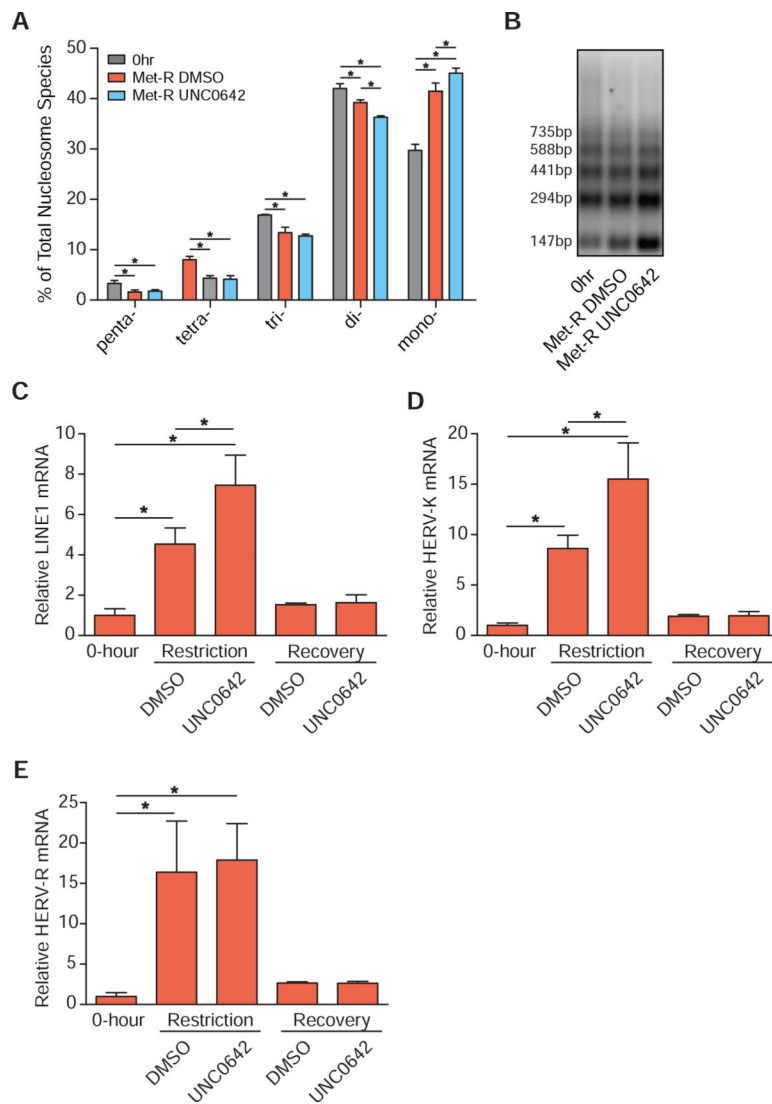 A
% of Total Nucleosome Species
50
40
30
20
10
0
0hr
Met-R DMSO
Met-R UNC0642
* * * * * * * * * * * * * * *
penta-
tetra-
tri-
di-
mono-
B
735bp
588bp
441bp
294bp
147bp
0hr
Met-R DMSO
Met-R UNC0642
C
Relative LINE1 mRNA
10
8
6
4
2
0
*
*
*
0-hour
Restriction
Recovery
DMSO
UNC0642
DMSO
UNC0642
D
Relative HERV-K mRNA
20
15
10
5
0
*
*
*
0-hour
Restriction
Recovery
DMSO
UNC0642
DMSO
UNC0642
E
Relative HERV-R mRNA
25
20
15
10
5
0
*
*
0-hour
Restriction
Recovery
DMSO
UNC0642
DMSO
UNC0642